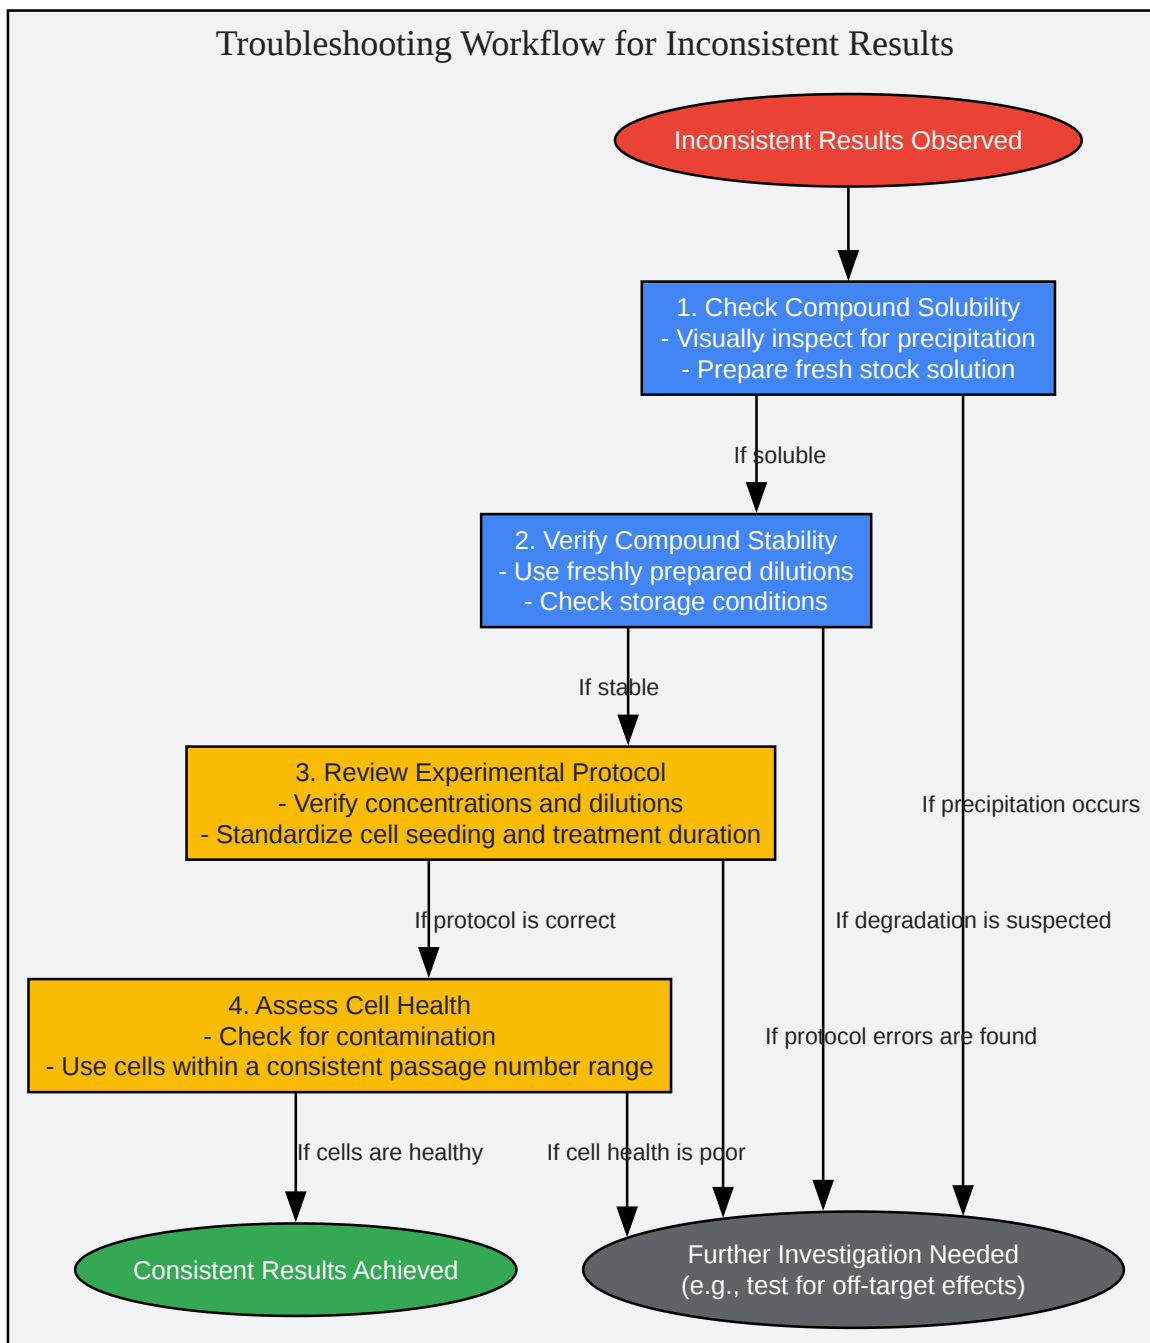 Troubleshooting Workflow for Inconsistent Results
Inconsistent Results Observed
1. Check Compound Solubility
- Visually inspect for precipitation
- Prepare fresh stock solution
If soluble
2. Verify Compound Stability
- Use freshly prepared dilutions
- Check storage conditions
If stable
3. Review Experimental Protocol
- Verify concentrations and dilutions
- Standardize cell seeding and treatment duration
If precipitation occurs
If protocol is correct
If degradation is suspected
4. Assess Cell Health
- Check for contamination
- Use cells within a consistent passage number range
If protocol errors are found
If cells are healthy
If cell health is poor
Consistent Results Achieved
Further Investigation Needed
(e.g., test for off-target effects)